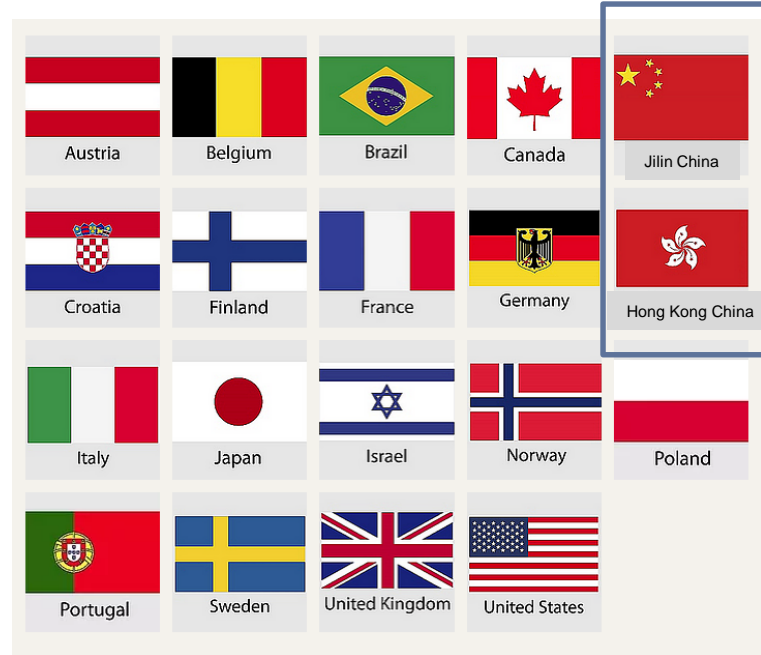 Austria
Belgium
Brazil
Canada
Jilin China
Croatia
Finland
France
Germany
Hong Kong China
Italy
Japan
Israel
Norway
Poland
Portugal
Sweden
United Kingdom
United States